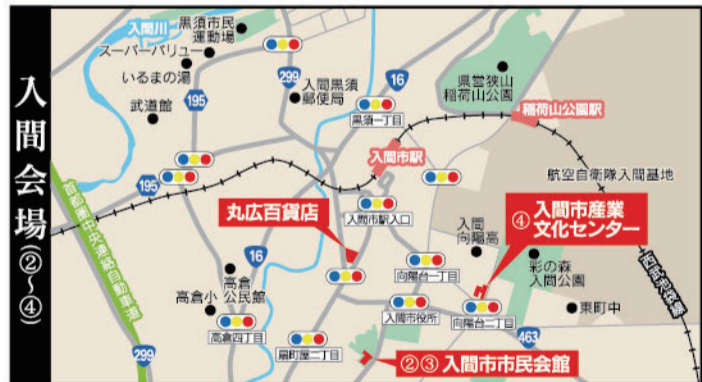 入間会場(②〜④)
入間川
黒須市民
運動場
スーパーバリュー
いるまの湯
武道館
195
299
入間黒須
郵便局
16
黒須一丁目
県営狭山
稲荷山公園
稲荷山公園駅
入間市駅
航空自衛隊入間基地
195
丸広百貨店
入間市駅入口
④ 入間市産業
文化センター
入間
向陽高
首都圏中央連絡自動車道
16
高倉
公民館
高倉小
向陽台一丁目
彩の森
入間公園
西武池袋線
東町中
高倉四丁目
扇町屋二丁目
入間市役所
向陽台二丁目
463
299
②③ 入間市市民会館